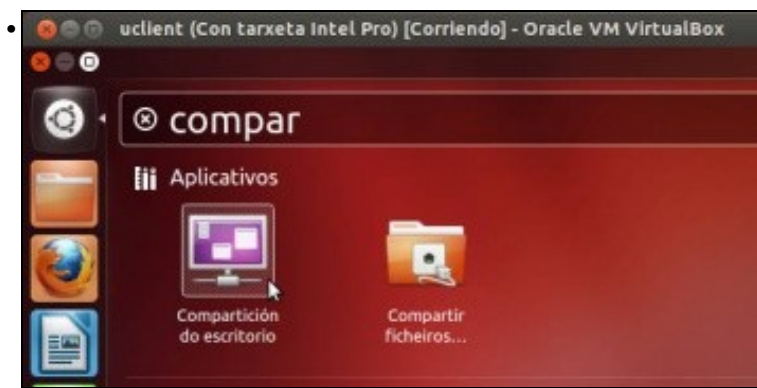 uclient (Con tarxeta Intel Pro) [Corriendo] - Oracle VM VirtualBox
compar
Aplicativos
Compartición
do escritorio
Compartir
ficheiros...